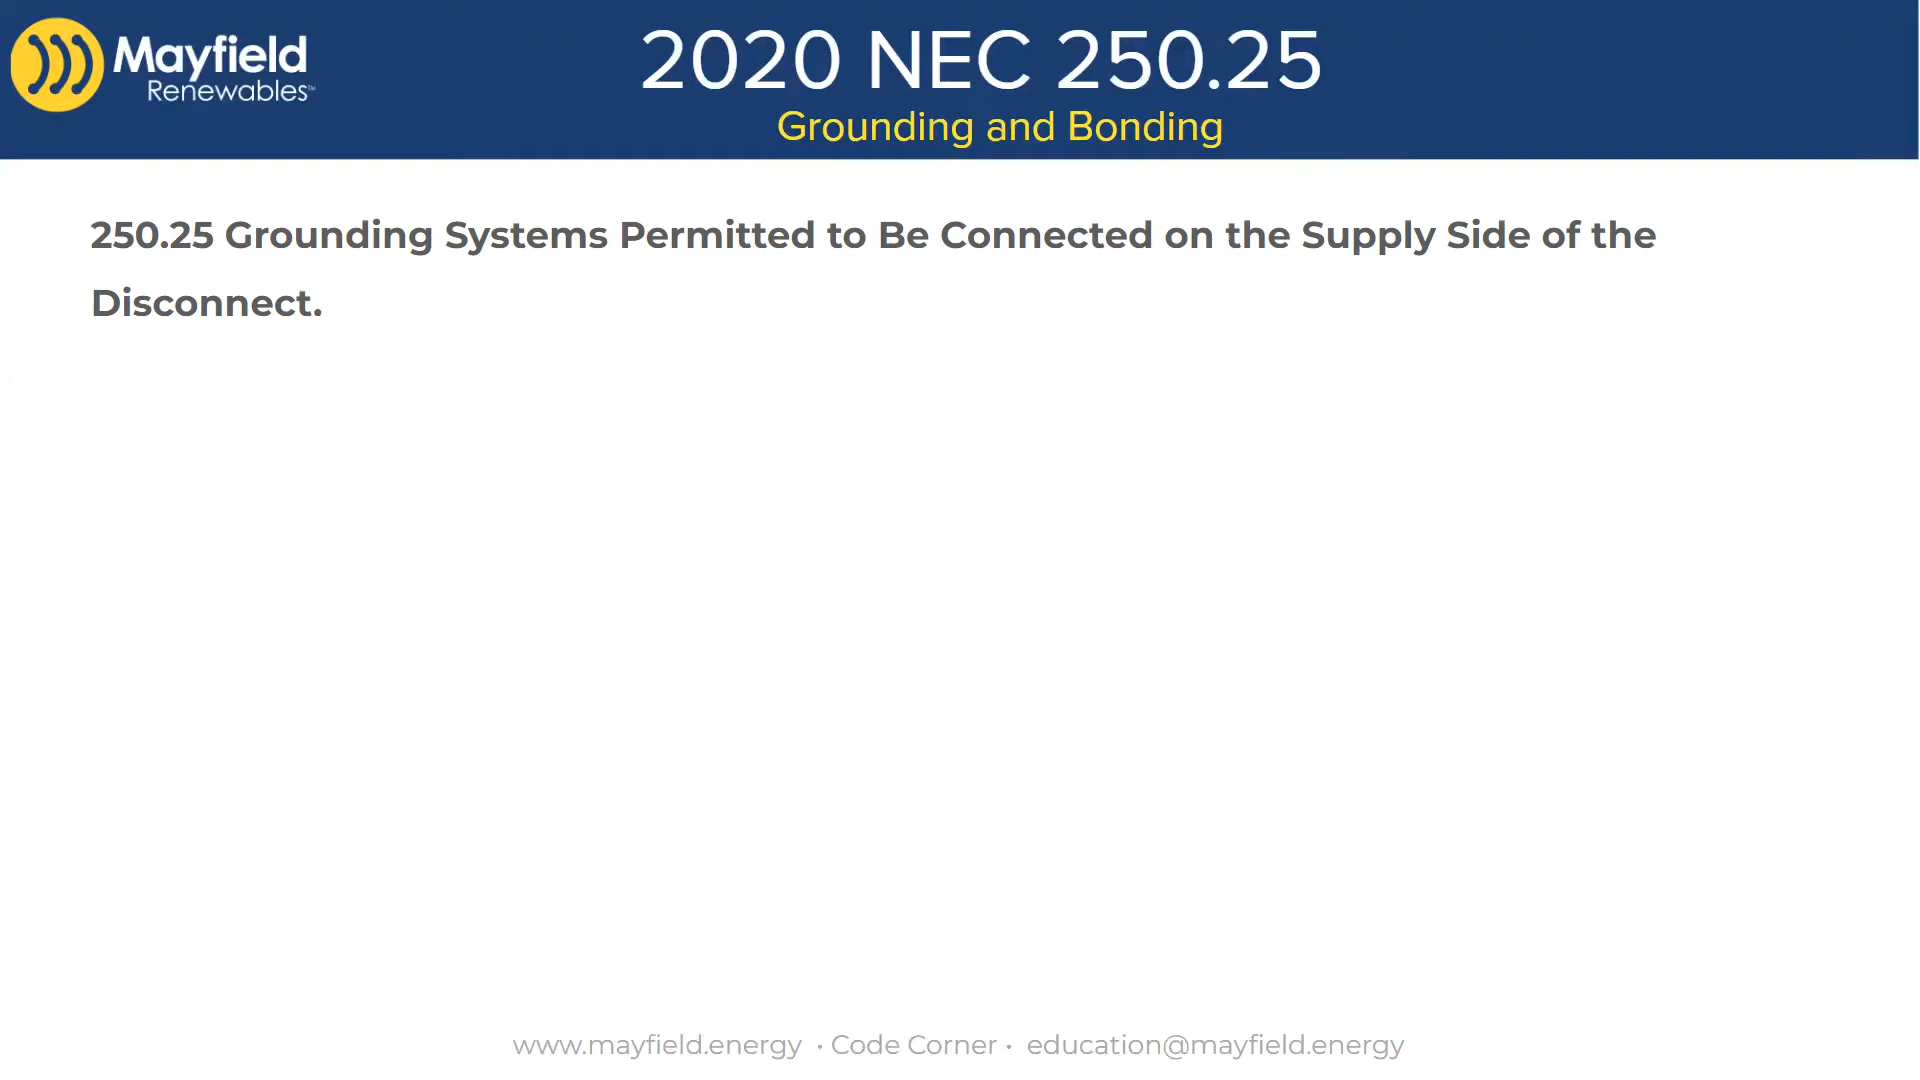 Mayfield
Renewables™
2020 NEC 250.25
Grounding and Bonding
250.25 Grounding Systems Permitted to Be Connected on the Supply Side of the
Disconnect.
www.mayfield.energy • Code Corner • education@mayfield.energy